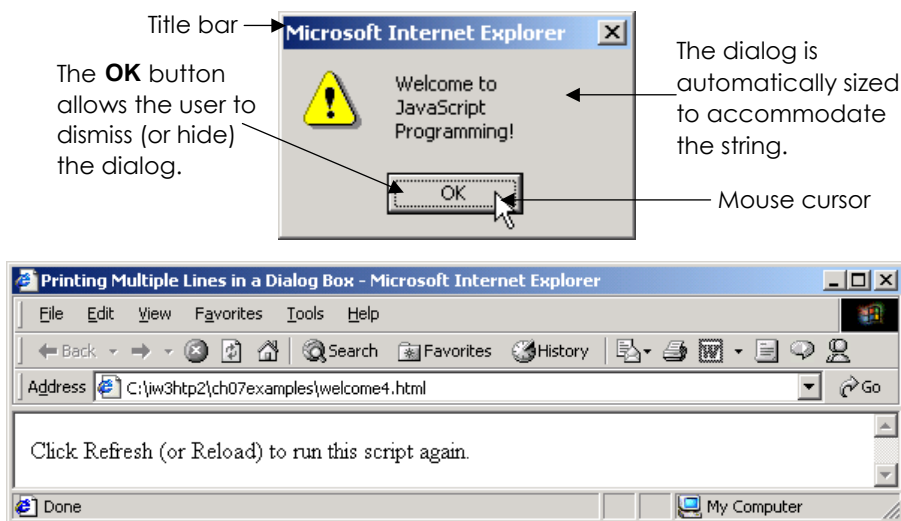 Title bar
Microsoft Internet Explorer
The OK button
allows the user to
dismiss (or hide)
the dialog.
Welcome to
JavaScript
Programming!
OK
The dialog is
automatically sized
to accommodate
the string.
Mouse cursor
Printing Multiple Lines in a Dialog Box - Microsoft Internet Explorer
File Edit View Favorites Tools Help
Back Search Favorites History
Address C:\iw3htp2\ch07examples\welcome4.html Go
Click Refresh (or Reload) to run this script again.
Done My Computer